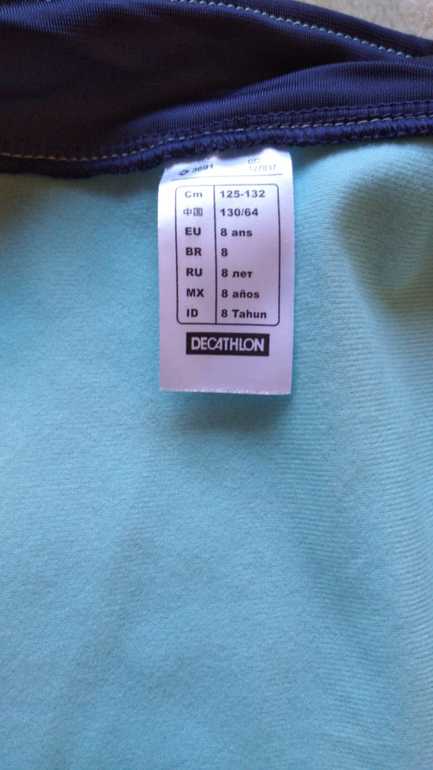 3691
Cm 125-132
中国 130/64
EU 8 ans
BR 8
RU 8 лет
MX 8 años
ID 8 Tahun
DECATHLON